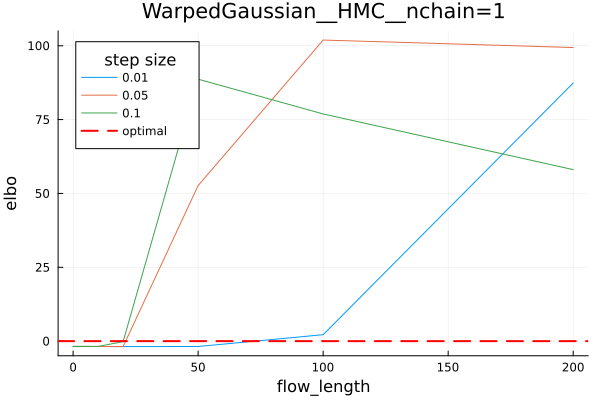 WarpedGaussian__HMC__nchain=1
elbo
100
75
50
25
0
step size
0.01
0.05
0.1
optimal
0 50 100 150 200
flow_length